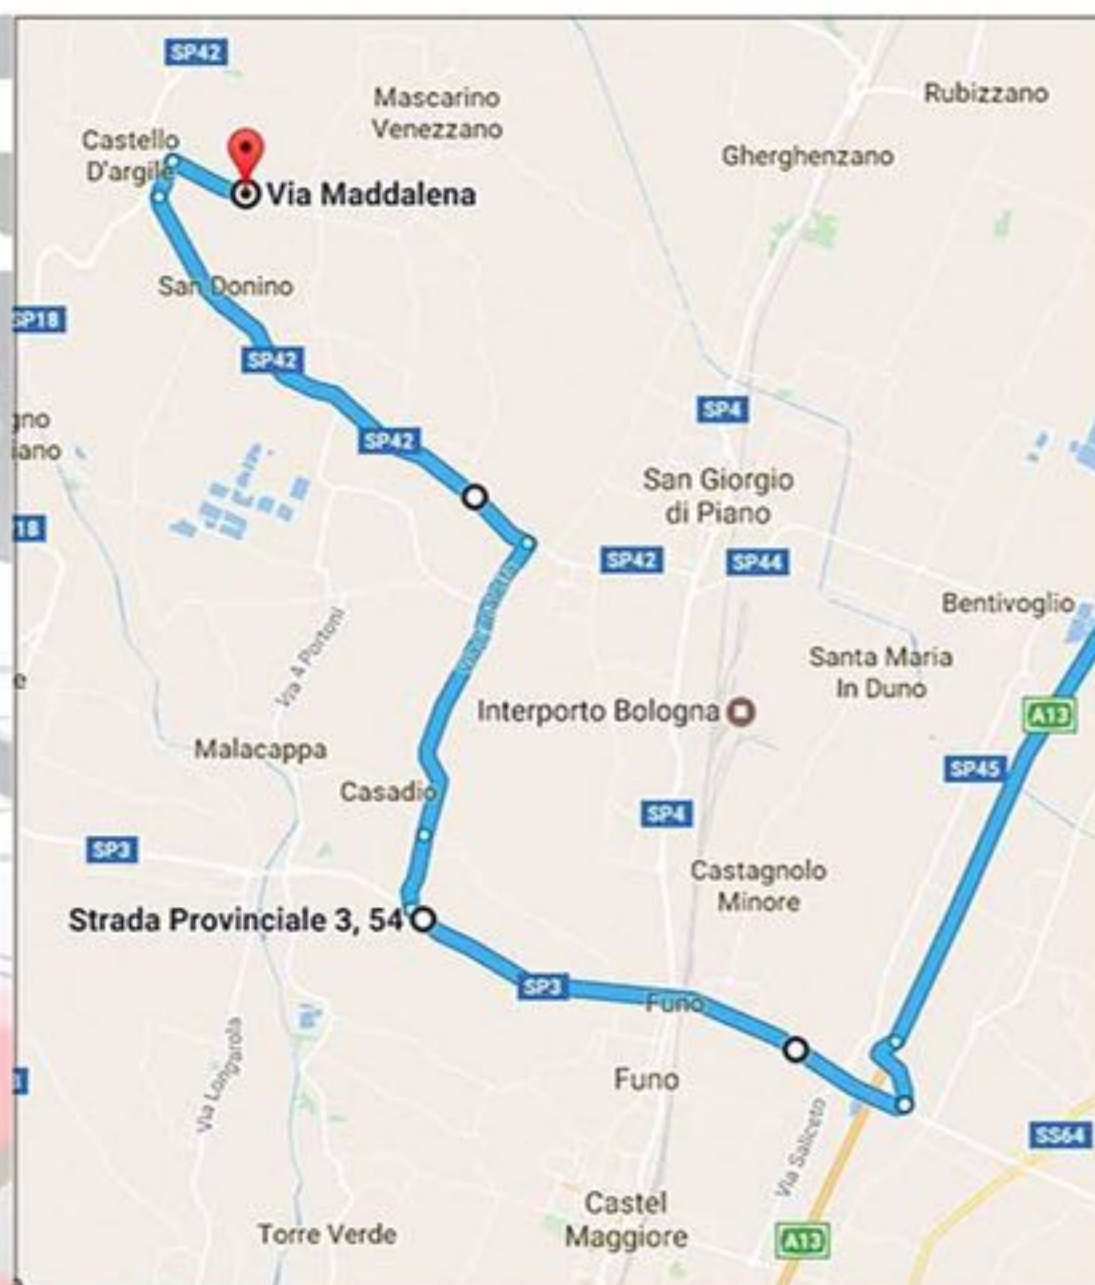 SP42
Mascarino
Venezzano
Rubizzano
Castello
D'argile
Gherghenzano
Via Maddalena
San Donino
SP18
SP42
SP4
gno
iano
SP42
San Giorgio
di Piano
18
SP42
SP44
Bentivoglio
Via 4 Portoni
Santa Maria
In Duno
e
Interporto Bologna
A13
Malacappa
SP45
Casadio
SP4
SP3
Castagnolo
Minore
Strada Provinciale 3, 54
SP3
Funo
Via Longarola
Funo
Via Saliceto
SS64
Castel
Maggiore
Torre Verde
A13